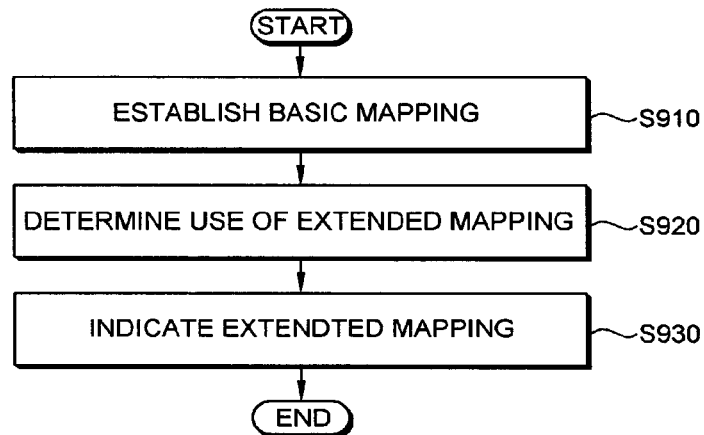 START
ESTABLISH BASIC MAPPING
S910
DETERMINE USE OF EXTENDED MAPPING
S920
INDICATE EXTENDTED MAPPING
S930
END